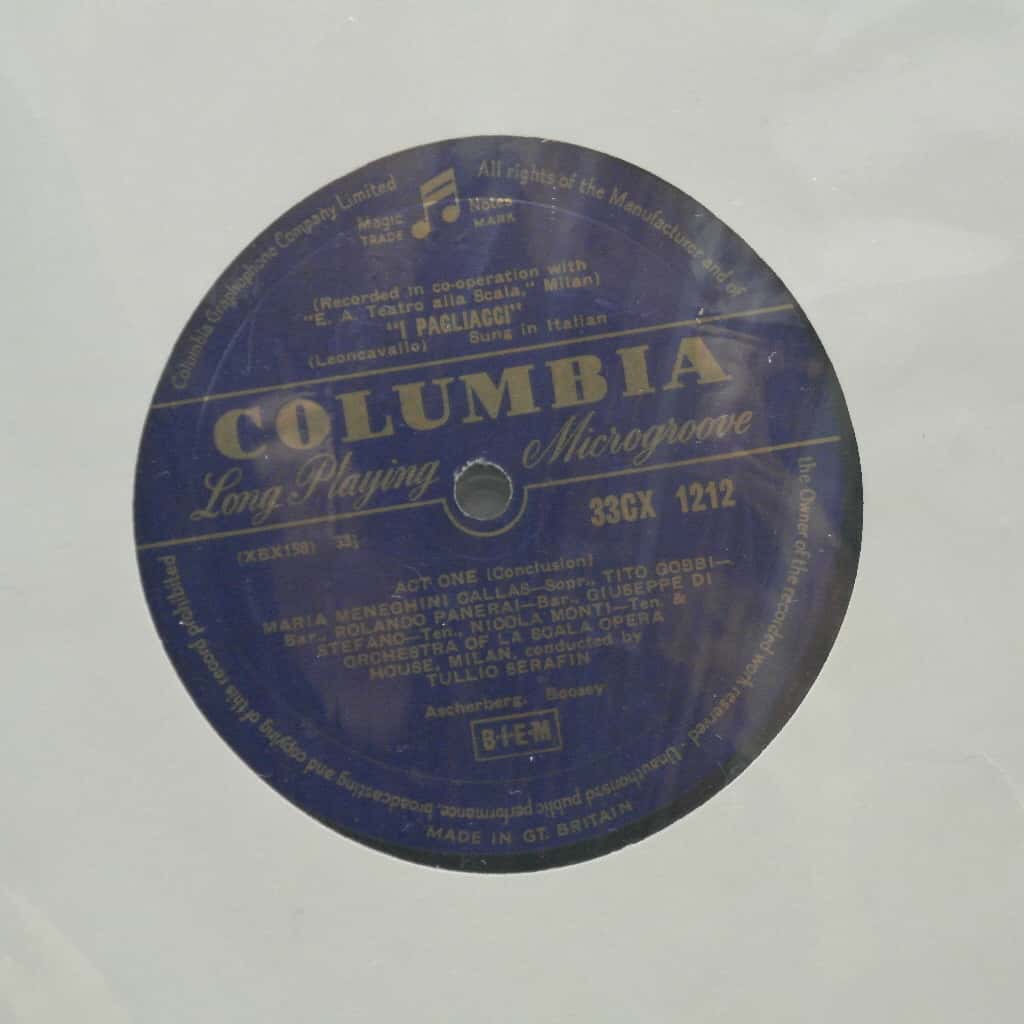 Columbia Graphophone Company Limited
All rights of the Manufacturer and of
the Owner of the recorded work reserved
Unauthorised public performance, broadcasting and copying of this record prohibited
Magic Notes
TRADE MARK
(Recorded in co-operation with
"E. A. Teatro alla Scala," Milan)
"I PAGLIACCI"
(Leoncavallo) Sung in Italian
COLUMBIA
Long Playing Microgroove
33CX 1212
(XBX158) 33⅓
ACT ONE (Conclusion)
MARIA MENEGHINI CALLAS—Sopr., TITO GOBBI—
Bar., ROLANDO PANERAI—Bar., GIUSEPPE DI
STEFANO—Ten., NICOLA MONTI—Ten. &
ORCHESTRA OF LA SCALA OPERA
HOUSE, MILAN, conducted by
TULLIO SERAFIN
Ascherberg, Boosey
B·I·E·M
MADE IN GT. BRITAIN